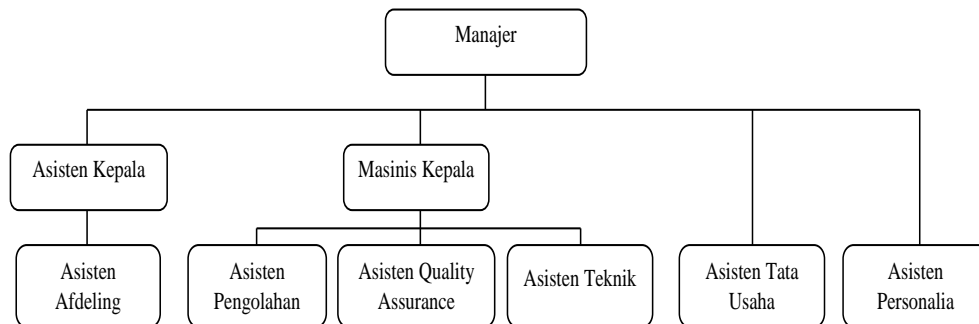 Manajer
Asisten Kepala
Masinis Kepala
Asisten
Afdeling
Asisten
Pengolahan
Asisten Quality
Assurance
Asisten Teknik
Asisten Tata
Usaha
Asisten
Personalia